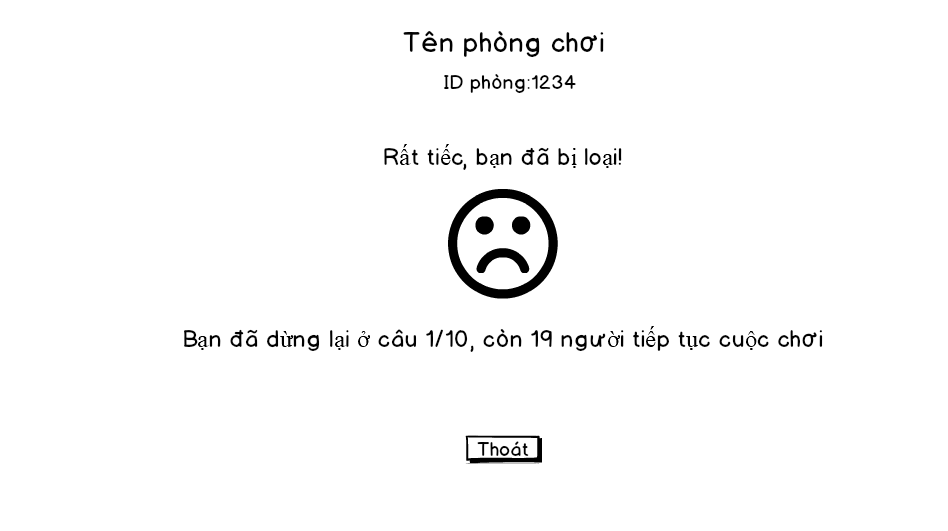 Tên phòng chơi
ID phòng:1234
Rất tiếc, bạn đã bị loại!
Bạn đã dừng lại ở câu 1/10, còn 19 người tiếp tục cuộc chơi
Thoát